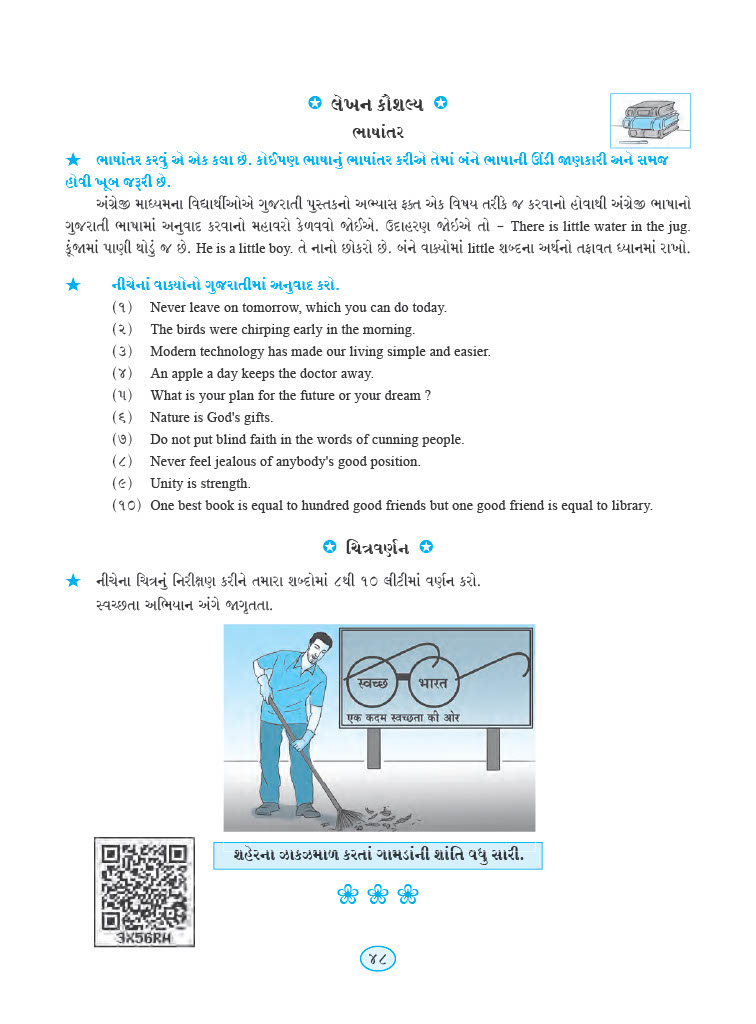 લેખન કૌશલ્ય
ભાષાંતર
ભાષાંતર કરવું એ એક કલા છે. કોઈપણ ભાષાનું ભાષાંતર કરીએ તેમાં બંને ભાષાની ઊંડી જાણકારી અને સમજ
હોવી ખૂબ જરૂરી છે.
અંગ્રેજી માધ્યમના વિદ્યાર્થીઓએ ગુજરાતી પુસ્તકનો અભ્યાસ ફક્ત એક વિષય તરીકે જ કરવાનો હોવાથી અંગ્રેજી ભાષાનો
ગુજરાતી ભાષામાં અનુવાદ કરવાનો મહાવરો કેળવવો જોઈએ. ઉદાહરણ જોઈએ તો – There is little water in the jug.
કૂંજામાં પાણી થોડું જ છે. He is a little boy. તે નાનો છોકરો છે. બંને વાક્યોમાં little શબ્દના અર્થનો તફાવત ધ્યાનમાં રાખો.
નીચેનાં વાક્યોનો ગુજરાતીમાં અનુવાદ કરો.
(૧) Never leave on tomorrow, which you can do today.
(૨) The birds were chirping early in the morning.
(૩) Modern technology has made our living simple and easier.
(૪) An apple a day keeps the doctor away.
(૫) What is your plan for the future or your dream ?
(૬) Nature is God's gifts.
(૭) Do not put blind faith in the words of cunning people.
(૮) Never feel jealous of anybody's good position.
(૯) Unity is strength.
(૧૦) One best book is equal to hundred good friends but one good friend is equal to library.
ચિત્રવર્ણન
નીચેના ચિત્રનું નિરીક્ષણ કરીને તમારા શબ્દોમાં ૮થી ૧૦ લીટીમાં વર્ણન કરો.
સ્વચ્છતા અભિયાન અંગે જાગૃતતા.
स्वच्छ भारत
एक कदम स्वच्छता की ओर
શહેરના ઝાકઝમાળ કરતાં ગામડાંની શાંતિ વધુ સારી.
3X56RH
૪૮